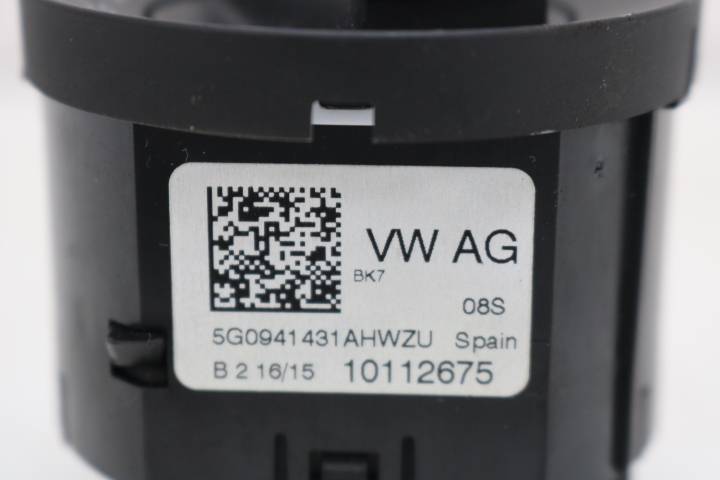 VW AG
BK7
08S
5G0941431AHWZU Spain
B 2 16/15 10112675